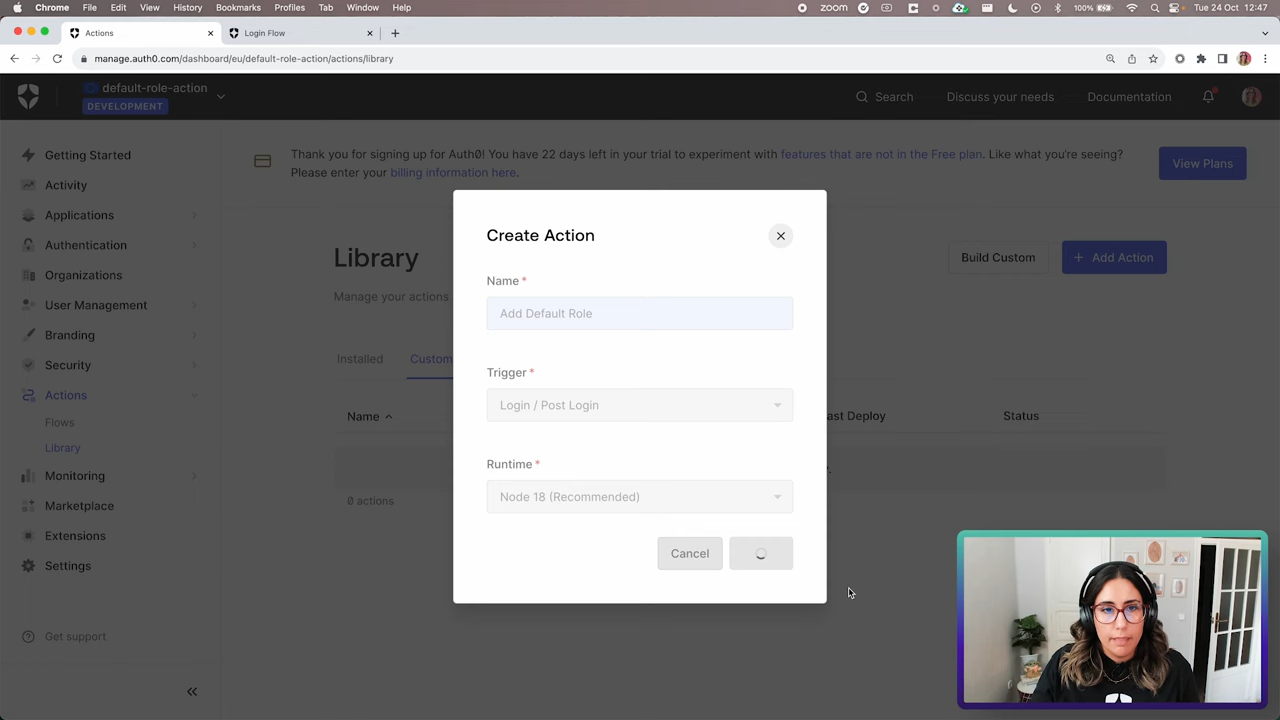 Chrome File Edit View History Bookmarks Profiles Tab Window Help zoom 100% Tue 24 Oct 12:47
Actions Login Flow
manage.auth0.com/dashboard/eu/default-role-action/actions/library
default-role-action
DEVELOPMENT
Search Discuss your needs Documentation
Getting Started
Activity
Applications
Authentication
Organizations
User Management
Branding
Security
Actions
Flows
Library
Monitoring
Marketplace
Extensions
Settings
Get support
Thank you for signing up for Auth0! You have 22 days left in your trial to experiment with features that are not in the Free plan. Like what you're seeing?
Please enter your billing information here.
View Plans
Library
Build Custom
+ Add Action
Manage your actions
Installed Custom
Name
ast Deploy
Status
0 actions
Create Action
Name *
Add Default Role
Trigger *
Login / Post Login
Runtime *
Node 18 (Recommended)
Cancel